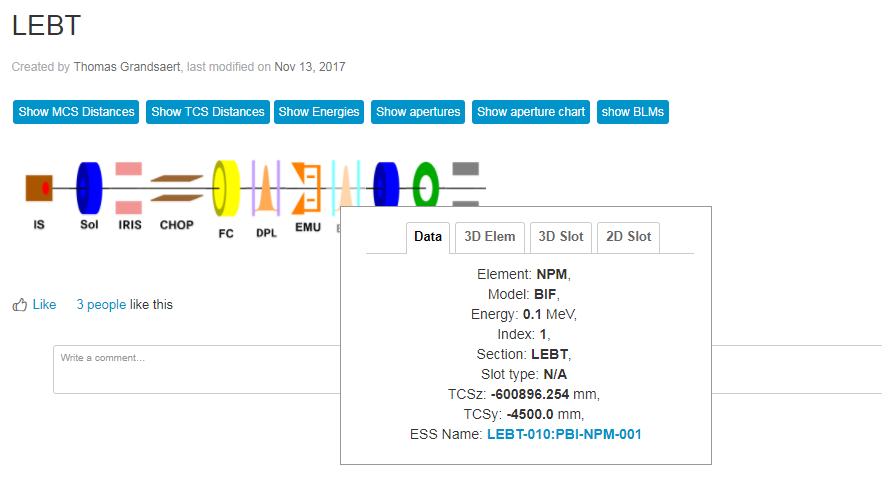 LEBT
Created by Thomas Grandsaert, last modified on Nov 13, 2017
Show MCS Distances Show TCS Distances Show Energies Show apertures Show aperture chart show BLMs
IS Sol IRIS CHOP FC DPL EMU
Data 3D Elem 3D Slot 2D Slot
Element: NPM,
Model: BIF,
Energy: 0.1 MeV,
Index: 1,
Section: LEBT,
Slot type: N/A
TCSz: -600896.254 mm,
TCSy: -4500.0 mm,
ESS Name: LEBT-010:PBI-NPM-001
Like 3 people like this
Write a comment...